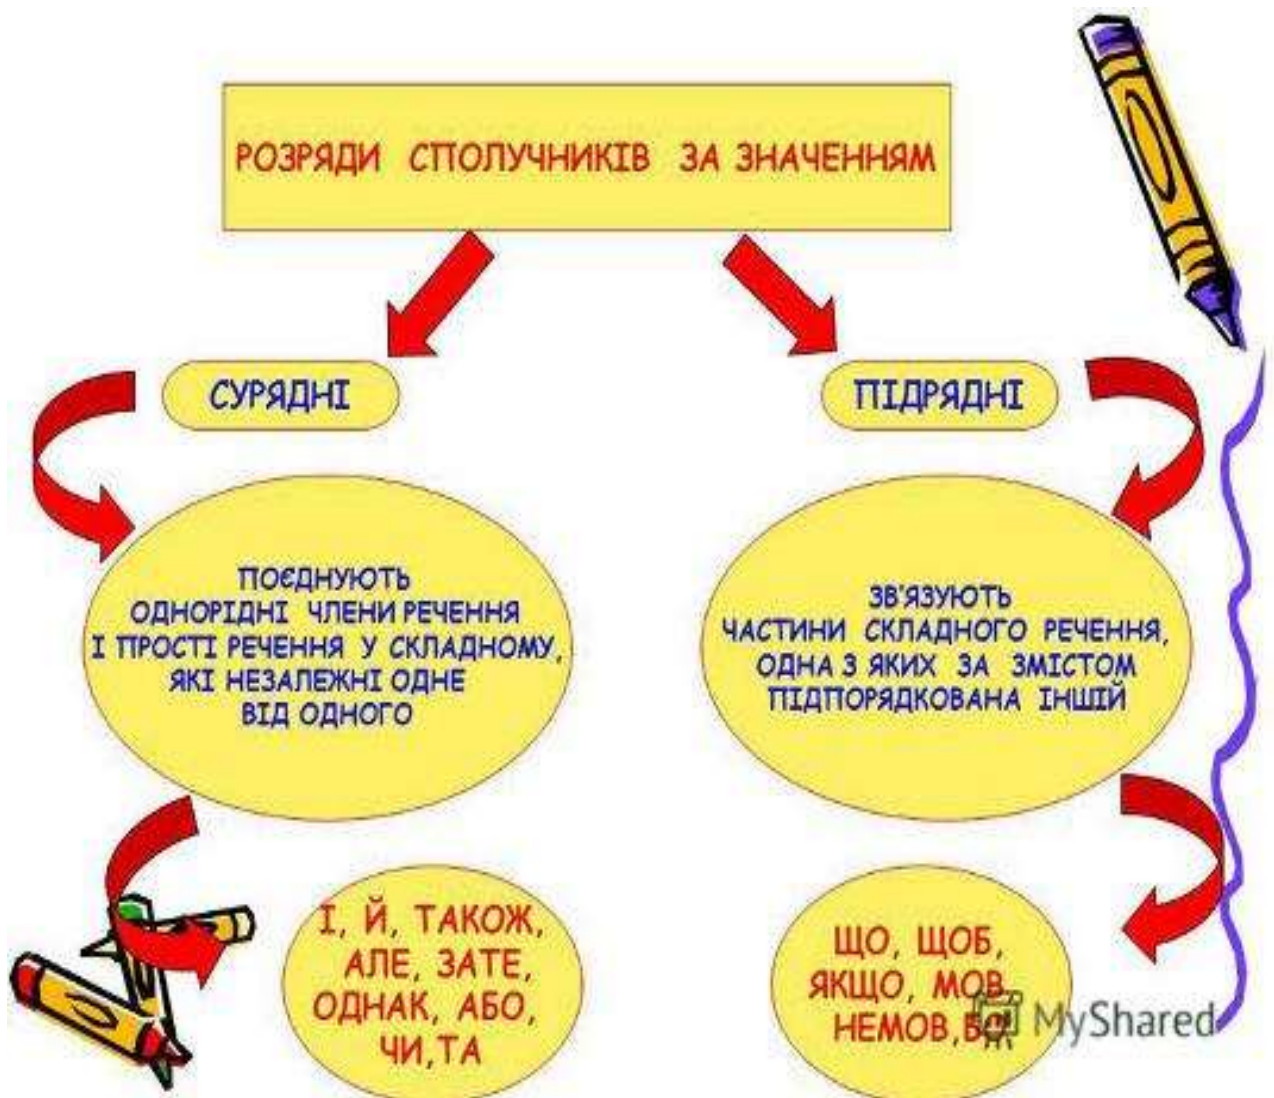 РОЗРЯДИ СПОЛУЧНИКІВ ЗА ЗНАЧЕННЯМ
СУРЯДНІ
ПОЄДНУЮТЬ
ОДНОРІДНІ ЧЛЕНИ РЕЧЕННЯ
І ПРОСТІ РЕЧЕННЯ У СКЛАДНОМУ,
ЯКІ НЕЗАЛЕЖНІ ОДНЕ
ВІД ОДНОГО
І, Й, ТАКОЖ,
АЛЕ, ЗАТЕ,
ОДНАК, АБО,
ЧИ,ТА
ПІДРЯДНІ
ЗВ'ЯЗУЮТЬ
ЧАСТИНИ СКЛАДНОГО РЕЧЕННЯ,
ОДНА З ЯКИХ ЗА ЗМІСТОМ
ПІДПОРЯДКОВАНА ІНШІЙ
ЩО, ЩОБ,
ЯКЩО, МОВ,
НЕМОВ,
MyShared